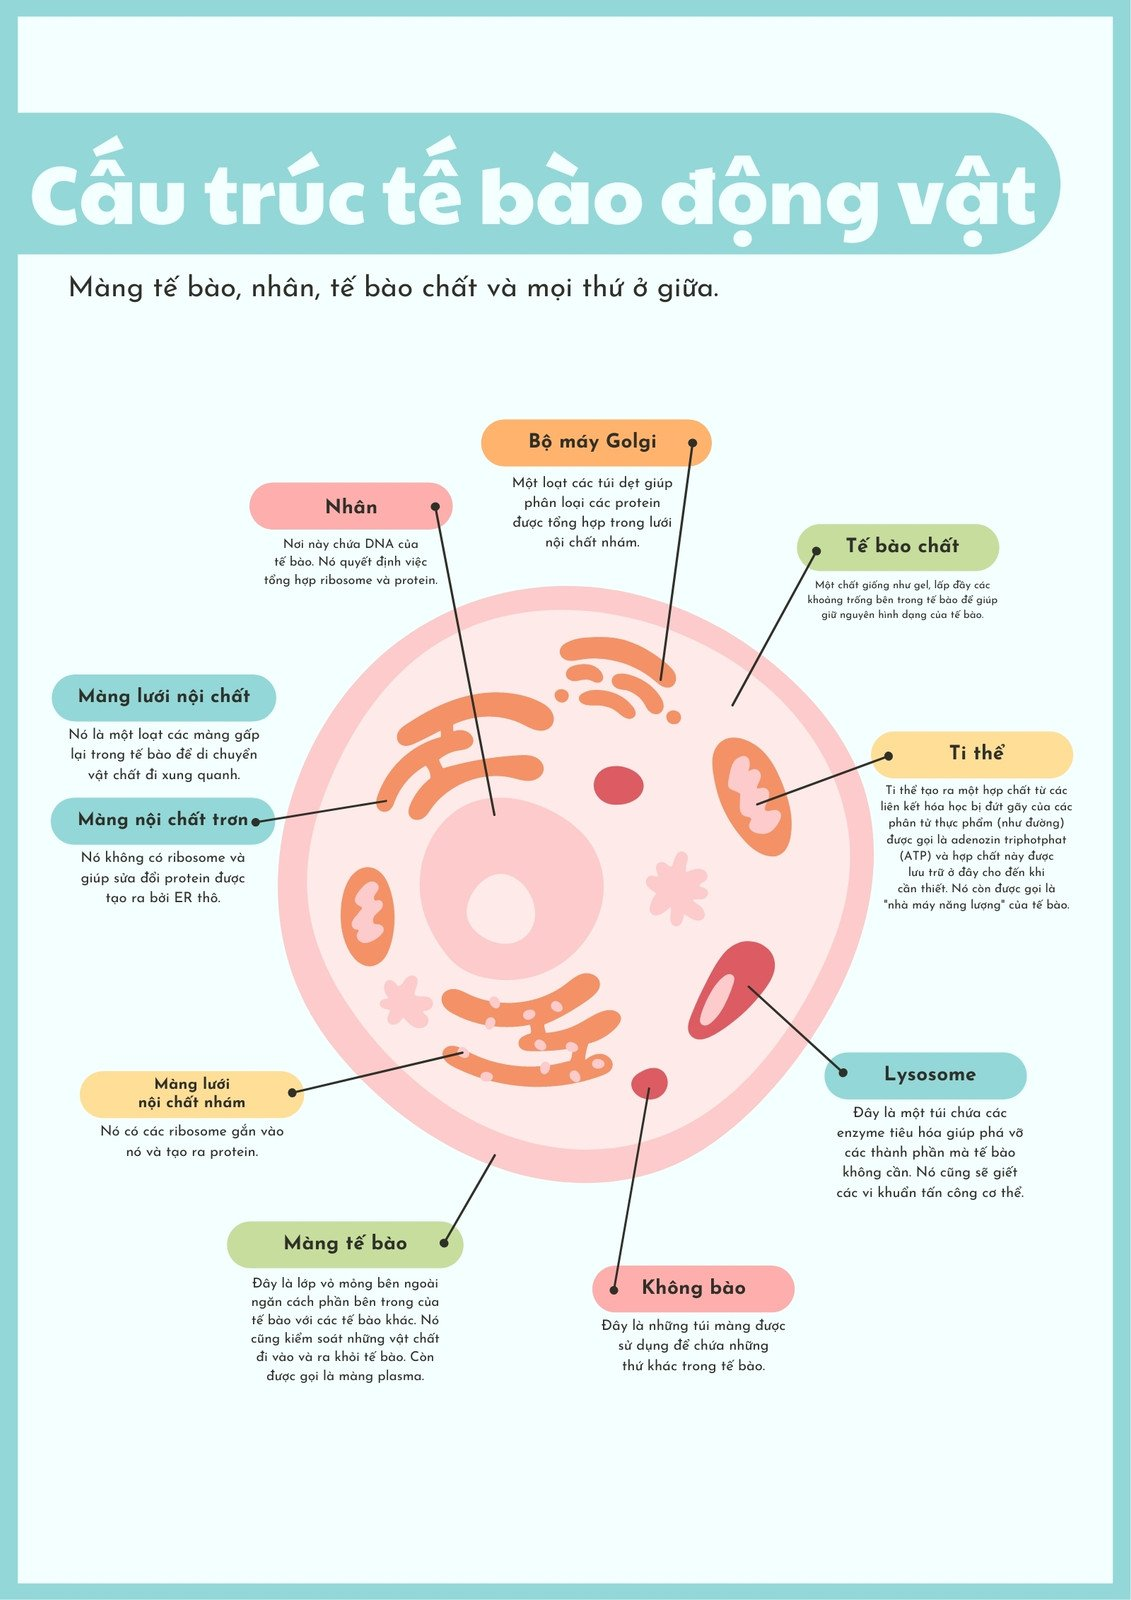 Cấu trúc tế bào động vật
Màng tế bào, nhân, tế bào chất và mọi thứ ở giữa.
Bộ máy Golgi
Một loạt các túi dẹt giúp
phân loại các protein
được tổng hợp trong lưới
nội chất nhám.
Nhân
Nơi này chứa DNA của
tế bào. Nó quyết định việc
tổng hợp ribosome và protein.
Tế bào chất
Một chất giống như gel, lấp đầy các
khoảng trống bên trong tế bào để giúp
giữ nguyên hình dạng của tế bào.
Màng lưới nội chất
Nó là một loạt các màng gấp
lại trong tế bào để di chuyển
vật chất đi xung quanh.
Màng nội chất trơn
Nó không có ribosome và
giúp sửa đổi protein được
tạo ra bởi ER thô.
Ti thể
Ti thể tạo ra một hợp chất từ các
liên kết hóa học bị đứt gãy của các
phân tử thực phẩm (như đường)
được gọi là adenozin triphotphat
(ATP) và hợp chất này được
lưu trữ ở đây cho đến khi
cần thiết. Nó còn được gọi là
"nhà máy năng lượng" của tế bào.
Màng lưới
nội chất nhám
Nó có các ribosome gắn vào
nó và tạo ra protein.
Lysosome
Đây là một túi chứa các
enzyme tiêu hóa giúp phá vỡ
các thành phần mà tế bào
không cần. Nó cũng sẽ giết
các vi khuẩn tấn công cơ thể.
Màng tế bào
Đây là lớp vỏ mỏng bên ngoài
ngăn cách phần bên trong của
tế bào với các tế bào khác. Nó
cũng kiểm soát những vật chất
đi vào và ra khỏi tế bào. Còn
được gọi là màng plasma.
Không bào
Đây là những túi màng được
sử dụng để chứa những
thứ khác trong tế bào.